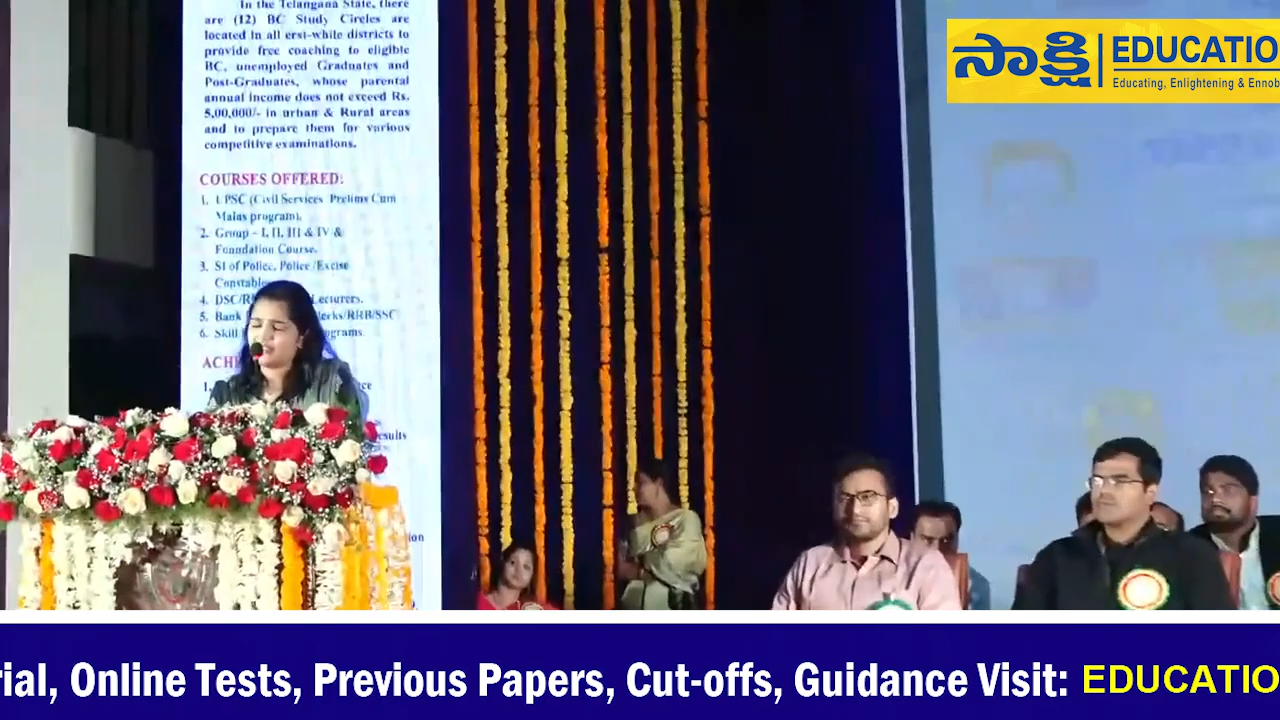 In the Telangana State, there
are (12) BC Study Circles are
located in all ersi-while districts to
provide free coaching to eligible
BC, unemployed Graduates and
Post-Graduates, whose parental
annual income does not exceed Rs.
5,00,000/- in urban & Rural areas
and to prepare them for various
competitive examinations.
COURSES OFFERED:
1. UPSC (Civil Services Prelims Cum
Mains program).
2. Group - I, II, III & IV &
Foundation Course.
3. SI of Police, Police /Excise
Constable
4. DSC/ Lecturers.
5. Bank lerks/RRB/SSC
6. Skill ograms.
ACH
1.
esults
ion
సాక్షి EDUCATIO
Educating, Enlightening & Ennob
rial, Online Tests, Previous Papers, Cut-offs, Guidance Visit: EDUCATIO